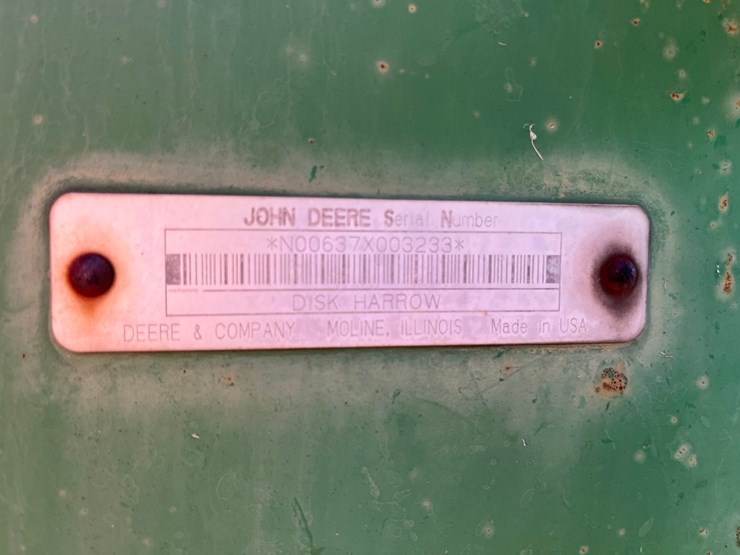 JOHN DEERE Serial Number
*N00637X003233*
DISK HARROW
DEERE & COMPANY MOLINE, ILLINOIS Made in USA